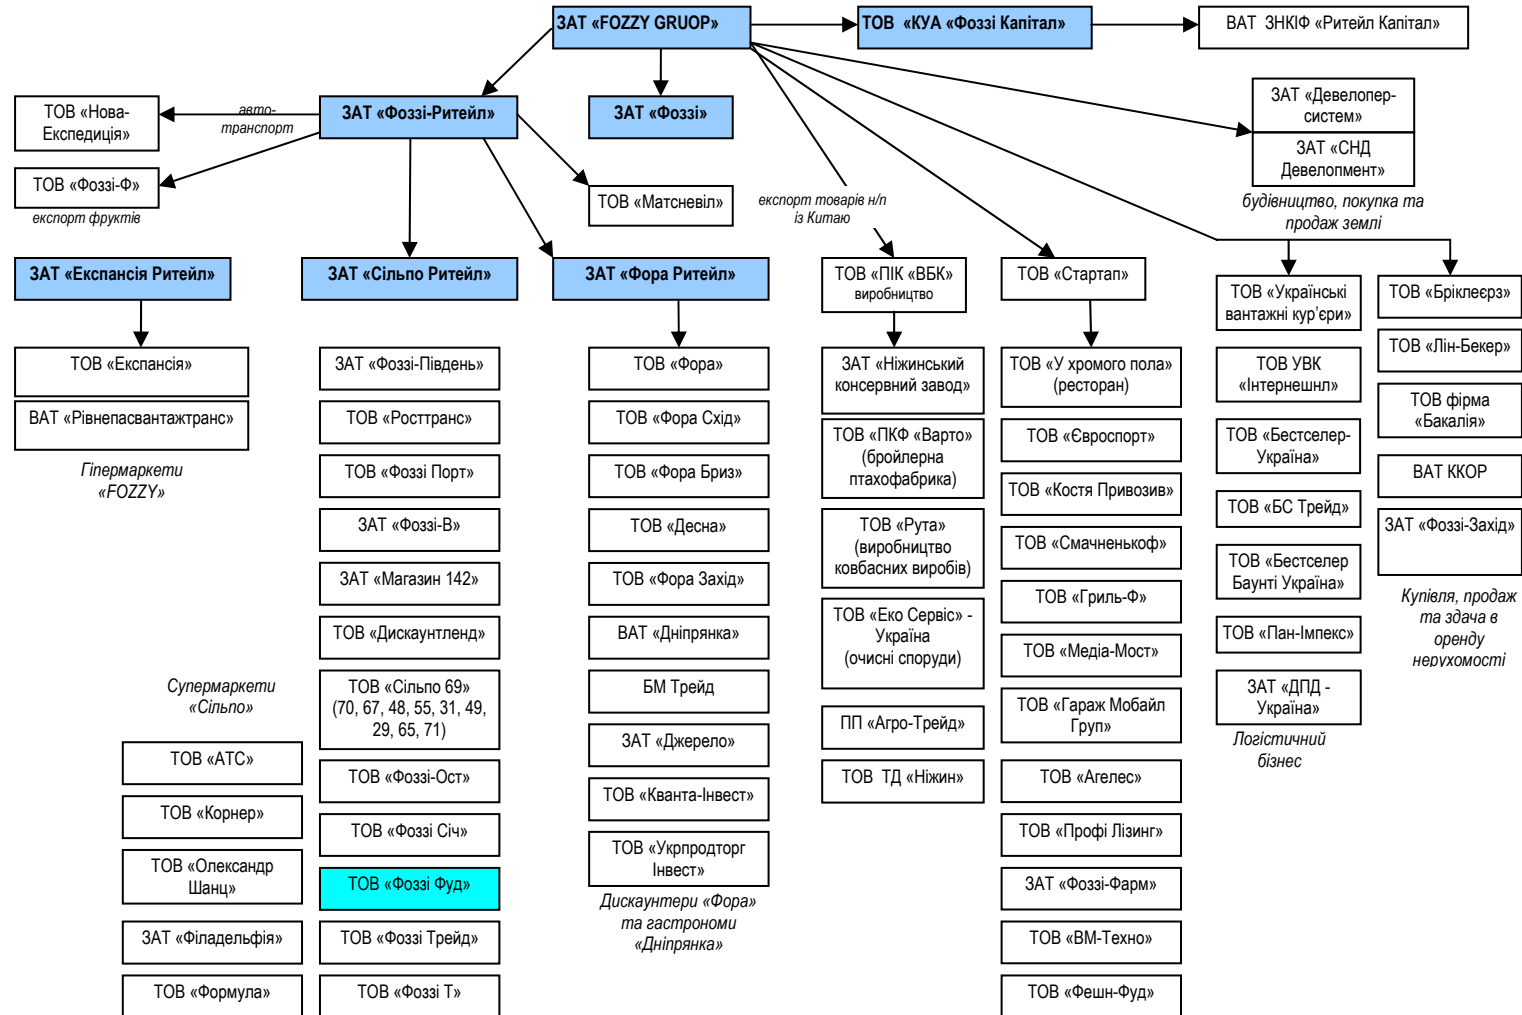 ЗАТ «FOZZY GRUOP»
ТОВ «КУА «Фоззі Капітал»
ВАТ ЗНКІФ «Ритейл Капітал»
ТОВ «Нова-
Експедиція»
авто-
транспорт
ЗАТ «Фоззі-Ритейл»
ЗАТ «Фоззі»
ЗАТ «Девелопер-
систем»
ЗАТ «СНД
Девелопмент»
будівництво, покупка та
продаж землі
ТОВ «Фоззі-Ф»
експорт фруктів
ТОВ «Матсневіл»
експорт товарів н/п
із Китаю
ЗАТ «Експансія Ритейл»
ЗАТ «Сільпо Ритейл»
ЗАТ «Фора Ритейл»
ТОВ «ПІК «ВБК»
виробництво
ТОВ «Стартап»
ТОВ «Українські
вантажні кур’єри»
ТОВ «Бріклеєрз»
ТОВ «Експансія»
ВАТ «Рівнепасвантажтранс»
Гіпермаркети
«FOZZY»
ЗАТ «Фоззі-Південь»
ТОВ «Росттранс»
ТОВ «Фоззі Порт»
ЗАТ «Фоззі-В»
ЗАТ «Магазин 142»
ТОВ «Дискаунтленд»
ТОВ «Сільпо 69»
(70, 67, 48, 55, 31, 49,
29, 65, 71)
ТОВ «Фоззі-Ост»
ТОВ «Фоззі Січ»
ТОВ «Фоззі Фуд»
ТОВ «Фоззі Трейд»
ТОВ «Фоззі Т»
Супермаркети
«Сільпо»
ТОВ «АТС»
ТОВ «Корнер»
ТОВ «Олександр
Шанц»
ЗАТ «Філадельфія»
ТОВ «Формула»
ТОВ «Фора»
ТОВ «Фора Схід»
ТОВ «Фора Бриз»
ТОВ «Десна»
ТОВ «Фора Захід»
ВАТ «Дніпрянка»
БМ Трейд
ЗАТ «Джерело»
ТОВ «Кванта-Інвест»
ТОВ «Укрпродторг
Інвест»
Дискаунтери «Фора»
та гастрономи
«Дніпрянка»
ЗАТ «Ніжинський
консервний завод»
ТОВ «ПКФ «Варто»
(бройлерна
птахофабрика)
ТОВ «Рута»
(виробництво
ковбасних виробів)
ТОВ «Еко Сервіс» -
Україна
(очисні споруди)
ПП «Агро-Трейд»
ТОВ ТД «Ніжин»
ТОВ «У хромого пола»
(ресторан)
ТОВ «Євроспорт»
ТОВ «Костя Привозив»
ТОВ «Смачненькоф»
ТОВ «Гриль-Ф»
ТОВ «Медіа-Мост»
ТОВ «Гараж Мобайл
Груп»
ТОВ «Агелес»
ТОВ «Профі Лізинг»
ЗАТ «Фоззі-Фарм»
ТОВ «ВМ-Техно»
ТОВ «Фешн-Фуд»
ТОВ УВК
«Інтернешнл»
ТОВ «Бестселер-
Україна»
ТОВ «БС Трейд»
ТОВ «Бестселер
Баунті Україна»
ТОВ «Пан-Імпекс»
ЗАТ «ДПД -
Україна»
Логістичний
бізнес
ТОВ «Лін-Бекер»
ТОВ фірма
«Бакалія»
ВАТ ККОР
ЗАТ «Фоззі-Захід»
Купівля, продаж
та здача в
оренду
нерухомості